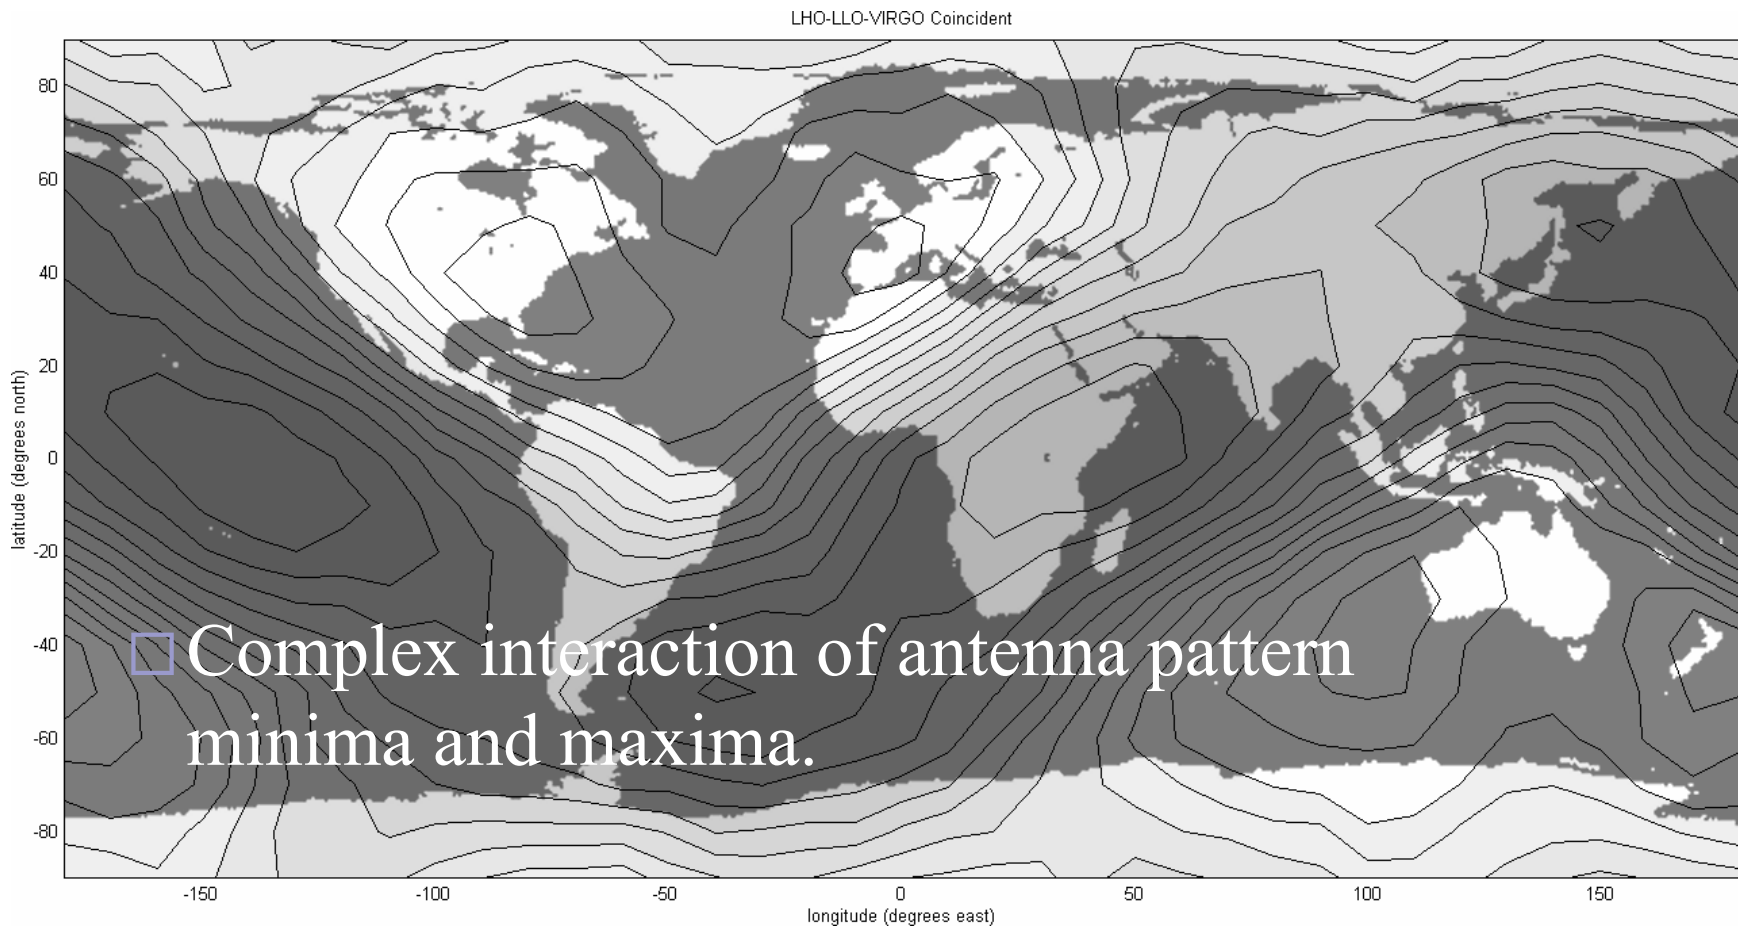 LHO-LLO-VIRGO Coincident
80
60
40
20
0
-20
-40
-60
-80
latitude (degrees north)
Complex interaction of antenna pattern
minima and maxima.
-150 -100 -50 0 50 100 150
longitude (degrees east)